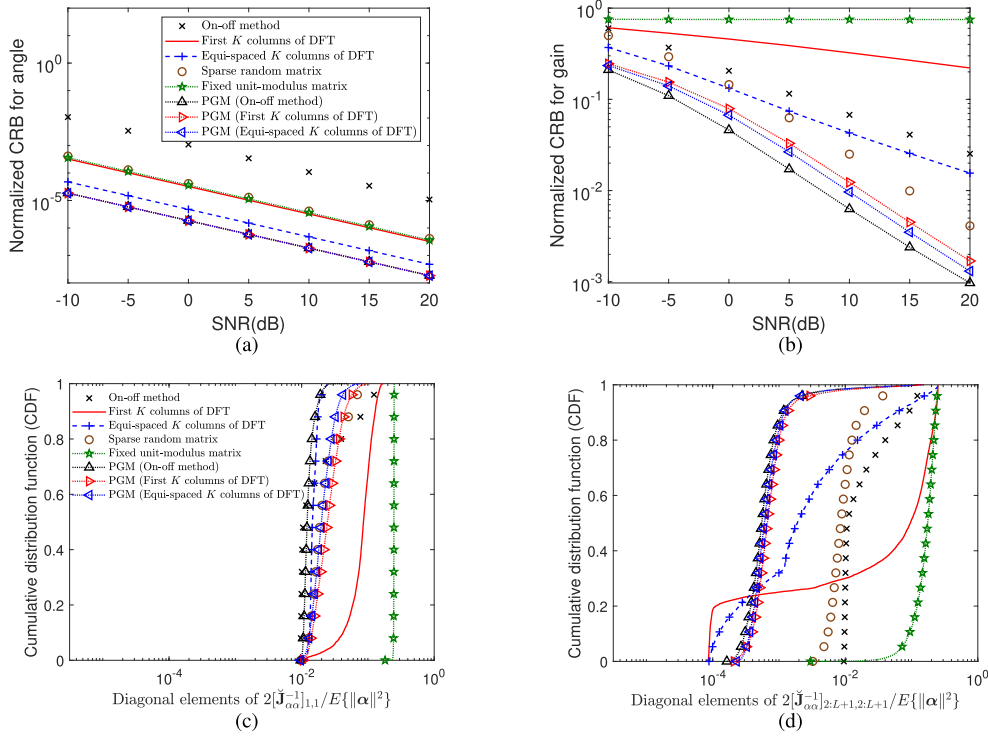 Normalized CRB for angle
10^0
10^-5
-10 -5 0 5 10 15 20
SNR(dB)
On-off method
First K columns of DFT
Equi-spaced K columns of DFT
Sparse random matrix
Fixed unit-modulus matrix
PGM (On-off method)
PGM (First K columns of DFT)
PGM (Equi-spaced K columns of DFT)
(a)
Normalized CRB for gain
10^0
10^-1
10^-2
10^-3
-10 -5 0 5 10 15 20
SNR(dB)
(b)
Cumulative distribution function (CDF)
1
0.8
0.6
0.4
0.2
0
10^-4 10^-2 10^0
On-off method
First K columns of DFT
Equi-spaced K columns of DFT
Sparse random matrix
Fixed unit-modulus matrix
PGM (On-off method)
PGM (First K columns of DFT)
PGM (Equi-spaced K columns of DFT)
Diagonal elements of 2[J̆^{-1}_{αα}]_{1,1}/E{‖α‖^2}
(c)
Cumulative distribution function (CDF)
1
0.8
0.6
0.4
0.2
0
10^-4 10^-2 10^0
Diagonal elements of 2[J̆^{-1}_{αα}]_{2:L+1,2:L+1}/E{‖α‖^2}
(d)